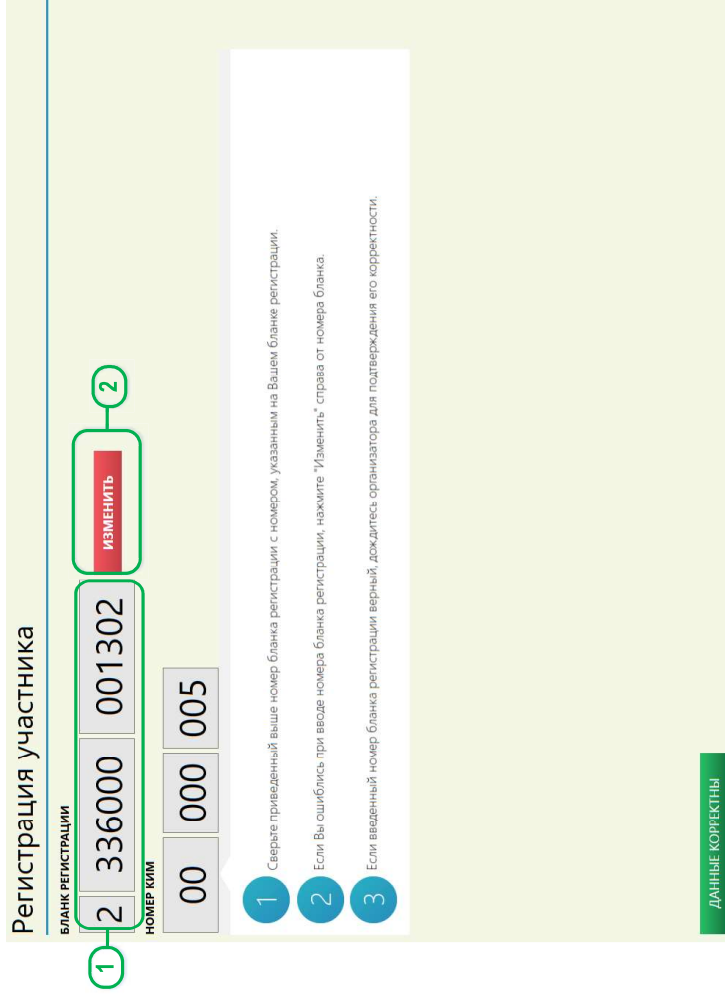 Регистрация участника
БЛАНК РЕГИСТРАЦИИ
1
2 336000 001302 ИЗМЕНИТЬ
2
НОМЕР КИМ
00 000 005
1 Сверьте приведенный выше номер бланка регистрации с номером, указанным на Вашем бланке регистрации.
2 Если Вы ошиблись при вводе номера бланка регистрации, нажмите "Изменить" справа от номера бланка.
3 Если введенный номер бланка регистрации верный, дождитесь организатора для подтверждения его корректности.
ДАННЫЕ КОРРЕКТНЫ